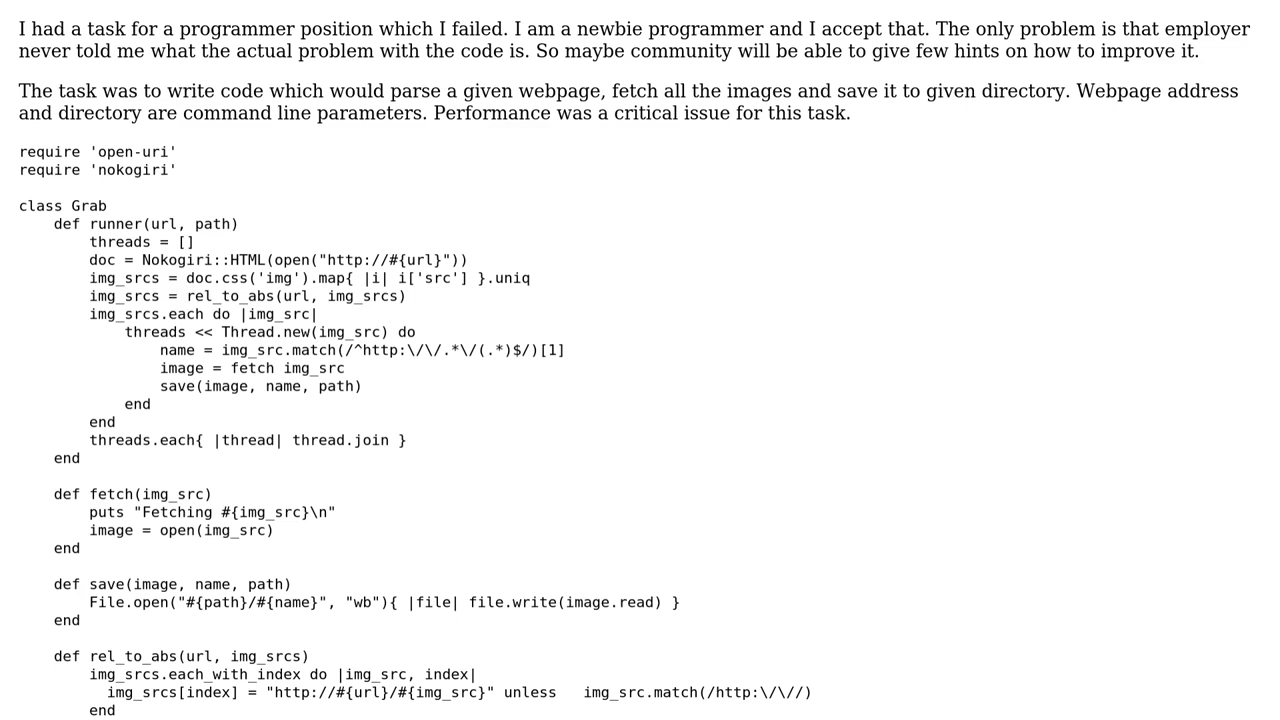 I had a task for a programmer position which I failed. I am a newbie programmer and I accept that. The only problem is that employer
never told me what the actual problem with the code is. So maybe community will be able to give few hints on how to improve it.
The task was to write code which would parse a given webpage, fetch all the images and save it to given directory. Webpage address
and directory are command line parameters. Performance was a critical issue for this task.
require 'open-uri'
require 'nokogiri'
class Grab
    def runner(url, path)
        threads = []
        doc = Nokogiri::HTML(open("http://#{url}"))
        img_srcs = doc.css('img').map{ |i| i['src'] }.uniq
        img_srcs = rel_to_abs(url, img_srcs)
        img_srcs.each do |img_src|
            threads << Thread.new(img_src) do
                name = img_src.match(/^http:\/\/.*\/(.*)$/)[1]
                image = fetch img_src
                save(image, name, path)
            end
        end
        threads.each{ |thread| thread.join }
    end
    def fetch(img_src)
        puts "Fetching #{img_src}\n"
        image = open(img_src)
    end
    def save(image, name, path)
        File.open("#{path}/#{name}", "wb"){ |file| file.write(image.read) }
    end
    def rel_to_abs(url, img_srcs)
        img_srcs.each_with_index do |img_src, index|
          img_srcs[index] = "http://#{url}/#{img_src}" unless   img_src.match(/http:\/\//)
        end